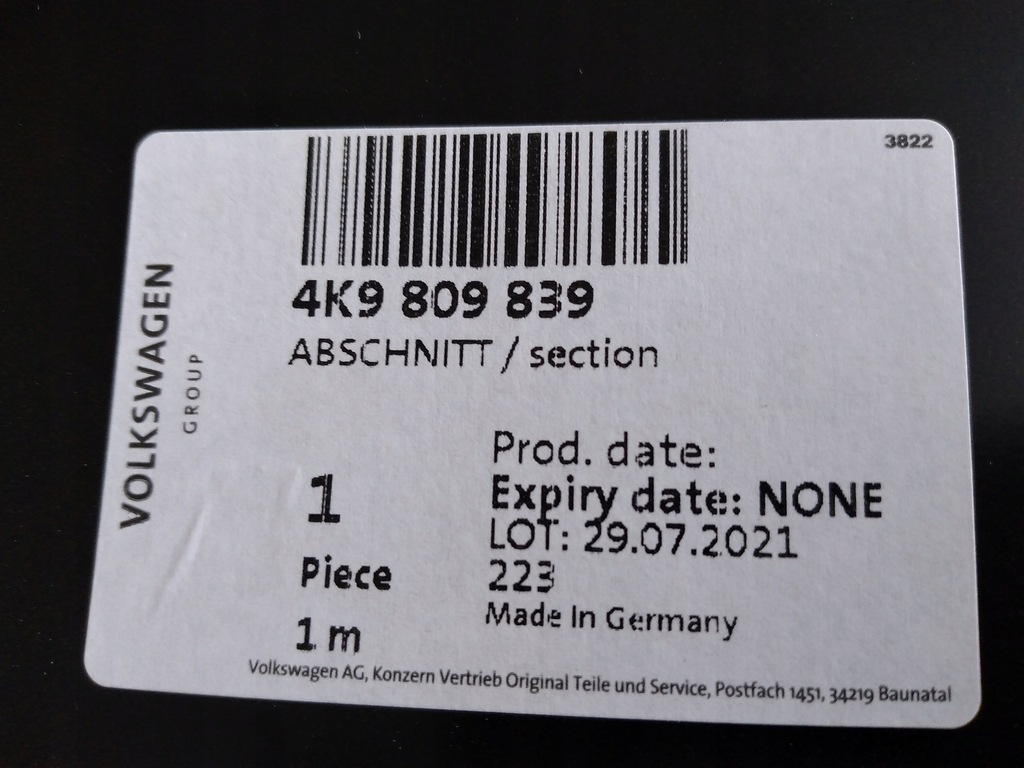 3822
VOLKSWAGEN
GROUP
4K9 809 839
ABSCHNITT / section
1
Piece
1 m
Prod. date:
Expiry date: NONE
LOT: 29.07.2021
223
Made In Germany
Volkswagen AG, Konzern Vertrieb Original Teile und Service, Postfach 1451, 34219 Baunatal